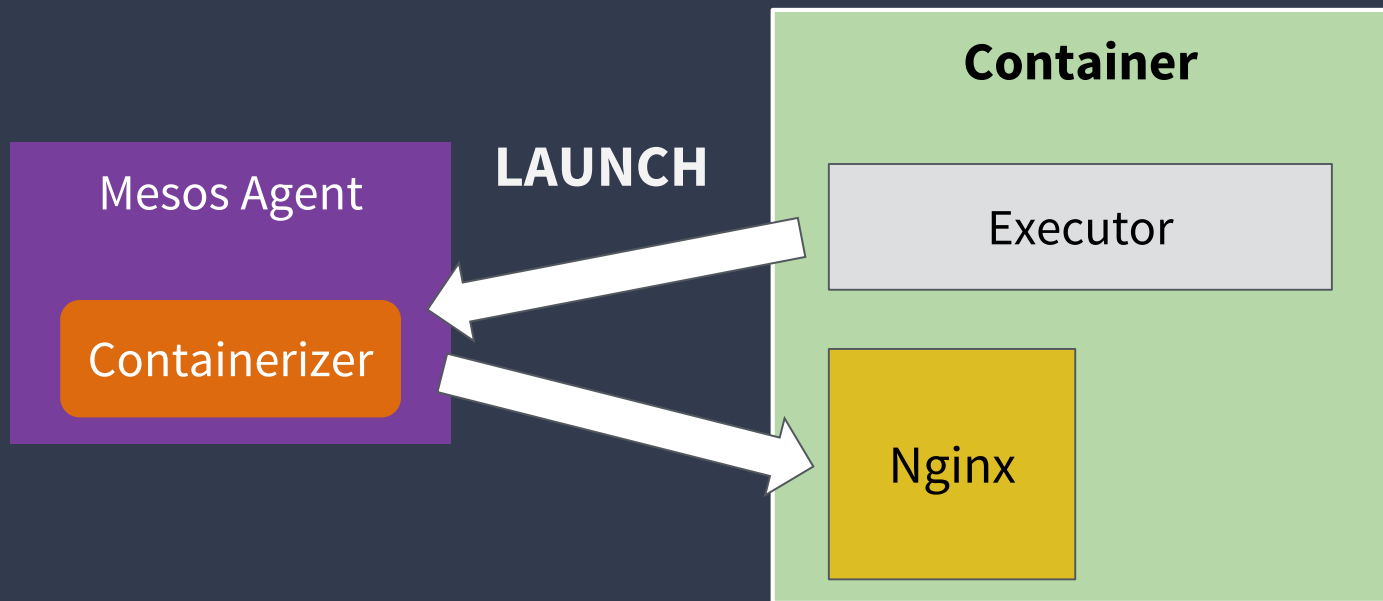 Container
LAUNCH
Mesos Agent
Executor
Containerizer
Nginx